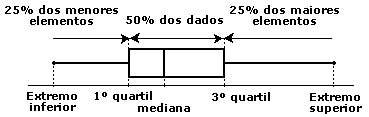 25% dos menores
elementos
50% dos dados
25% dos maiores
elementos
Extremo
inferior
1º quartil
mediana
3º quartil
Extremo
superior